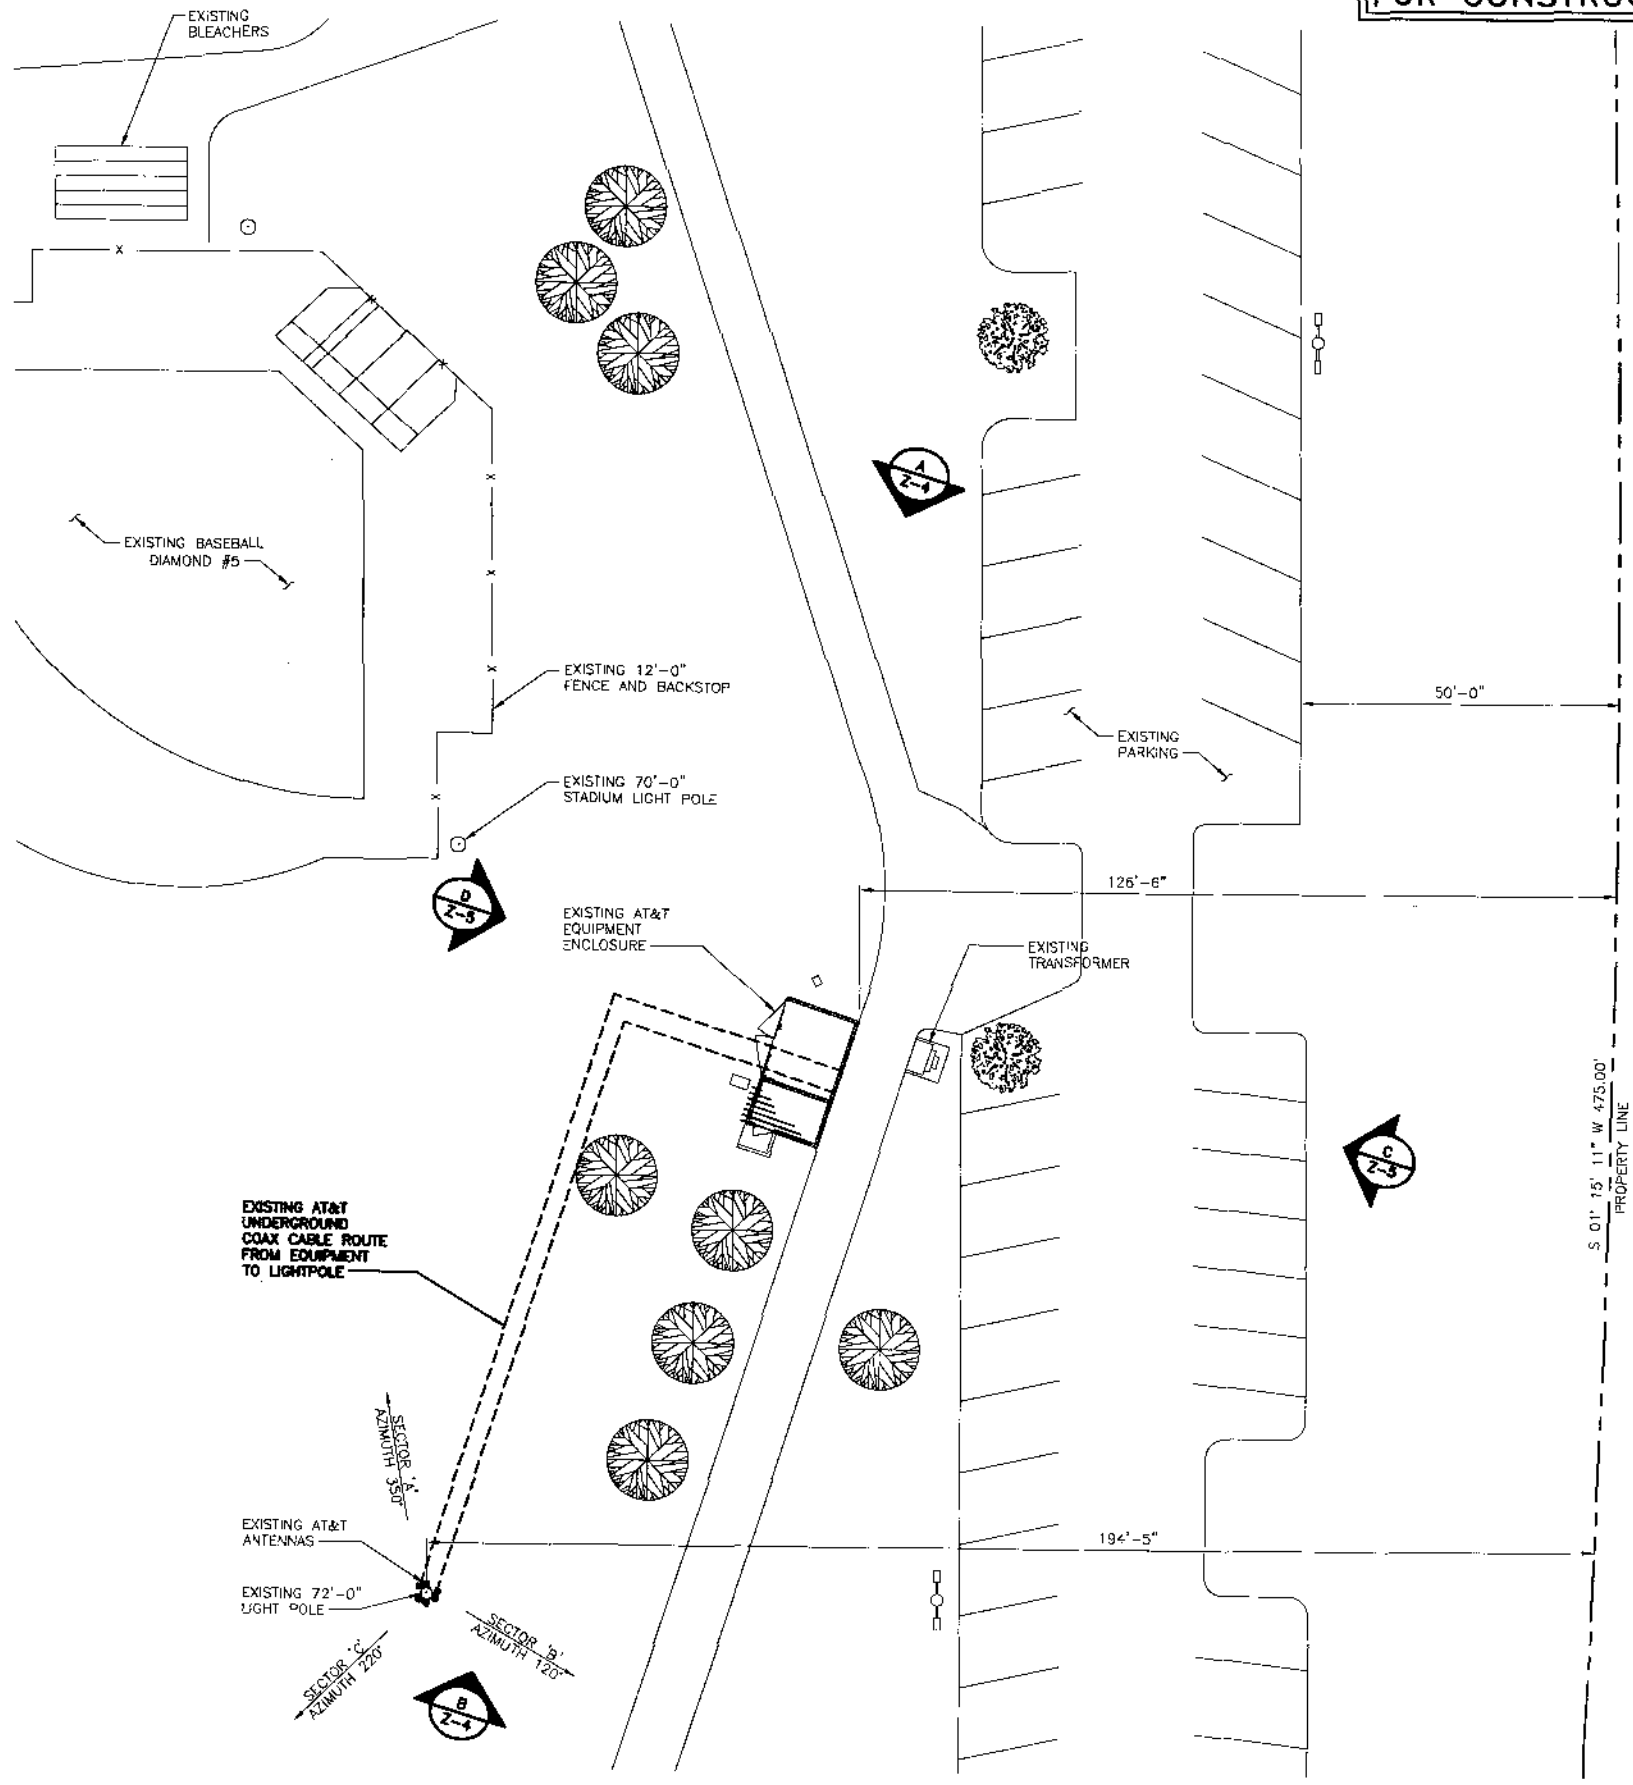 EXISTING
BLEACHERS
A
Z-4
EXISTING BASEBALL
DIAMOND #5
EXISTING 12'-0"
FENCE AND BACKSTOP
50'-0"
EXISTING
PARKING
EXISTING 70'-0"
STADIUM LIGHT POLE
126'-6"
D
Z-5
EXISTING AT&T
EQUIPMENT
ENCLOSURE
EXISTING
TRANSFORMER
C
Z-5
S 01° 15' 11" W 475.00'
PROPERTY LINE
EXISTING AT&T
UNDERGROUND
COAX CABLE ROUTE
FROM EQUIPMENT
TO LIGHTPOLE
SECTOR 'A'
AZIMUTH 350°
EXISTING AT&T
ANTENNAS
194'-5"
EXISTING 72'-0"
LIGHT POLE
SECTOR 'B'
AZIMUTH 120°
SECTOR 'C'
AZIMUTH 220°
B
Z-4